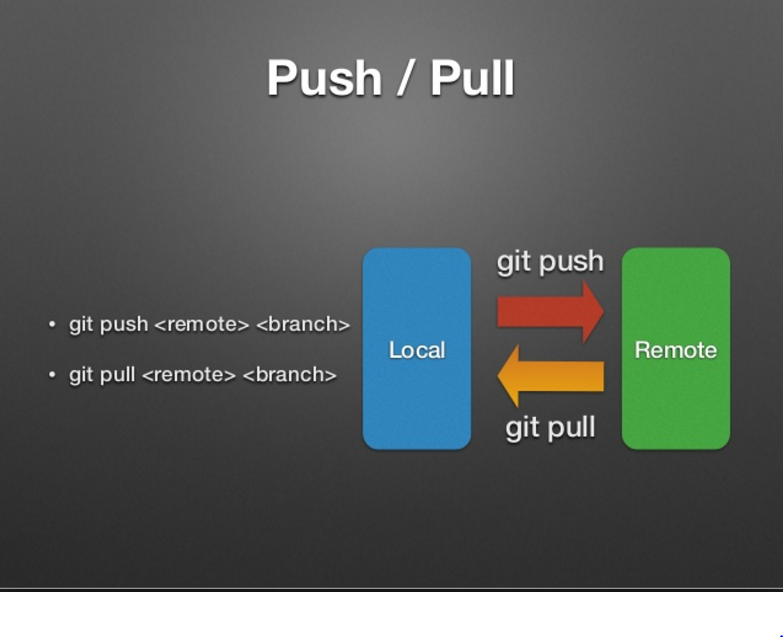 Push / Pull
• git push <remote> <branch>
• git pull <remote> <branch>
Local
git push
git pull
Remote